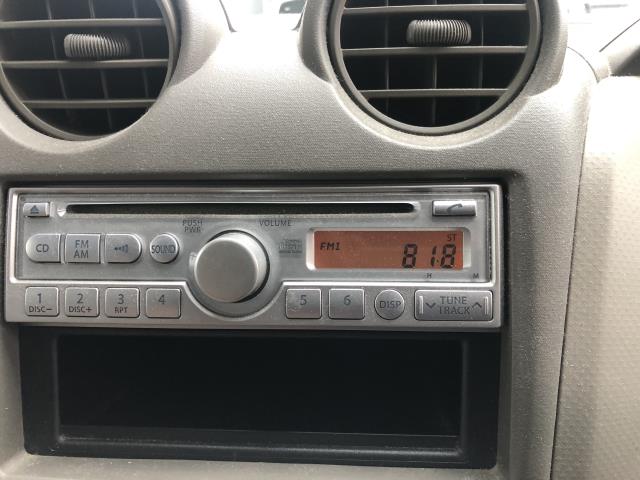 PUSH PWR VOLUME
FM1 81.8 ST
H M
CD FM AM SOUND
1 DISC− 2 DISC+ 3 RPT 4 5 6 DISP TUNE TRACK